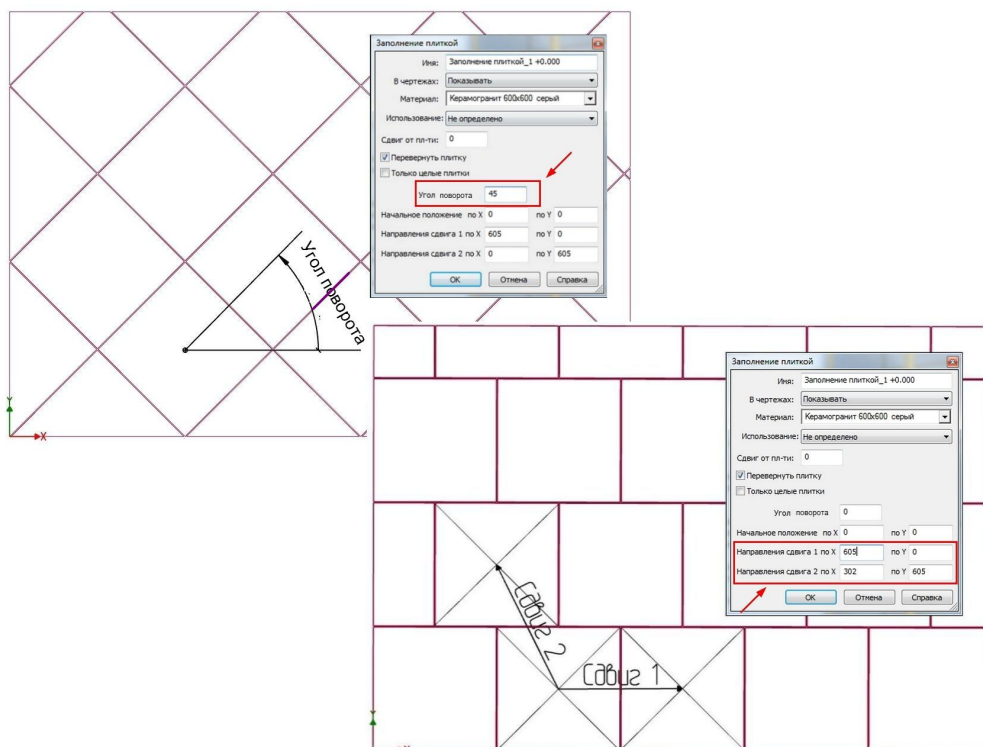 Заполнение плиткой
Имя: Заполнение плиткой_1 +0.000
В чертежах: Показывать
Материал: Керамогранит 600x600 серый
Использование: Не определено
Сдвиг от пл-ти: 0
Перевернуть плитку
Только целые плитки
Угол поворота 45
Начальное положение по X 0 по Y 0
Направления сдвига 1 по X 605 по Y 0
Направления сдвига 2 по X 0 по Y 605
ОК Отмена Справка
Угол поворота
Y
X
Заполнение плиткой
Имя: Заполнение плиткой_1 +0.000
В чертежах: Показывать
Материал: Керамогранит 600x600 серый
Использование: Не определено
Сдвиг от пл-ти: 0
Перевернуть плитку
Только целые плитки
Угол поворота 0
Начальное положение по X 0 по Y 0
Направления сдвига 1 по X 605 по Y 0
Направления сдвига 2 по X 302 по Y 605
ОК Отмена Справка
Сдвиг 2
Сдвиг 1